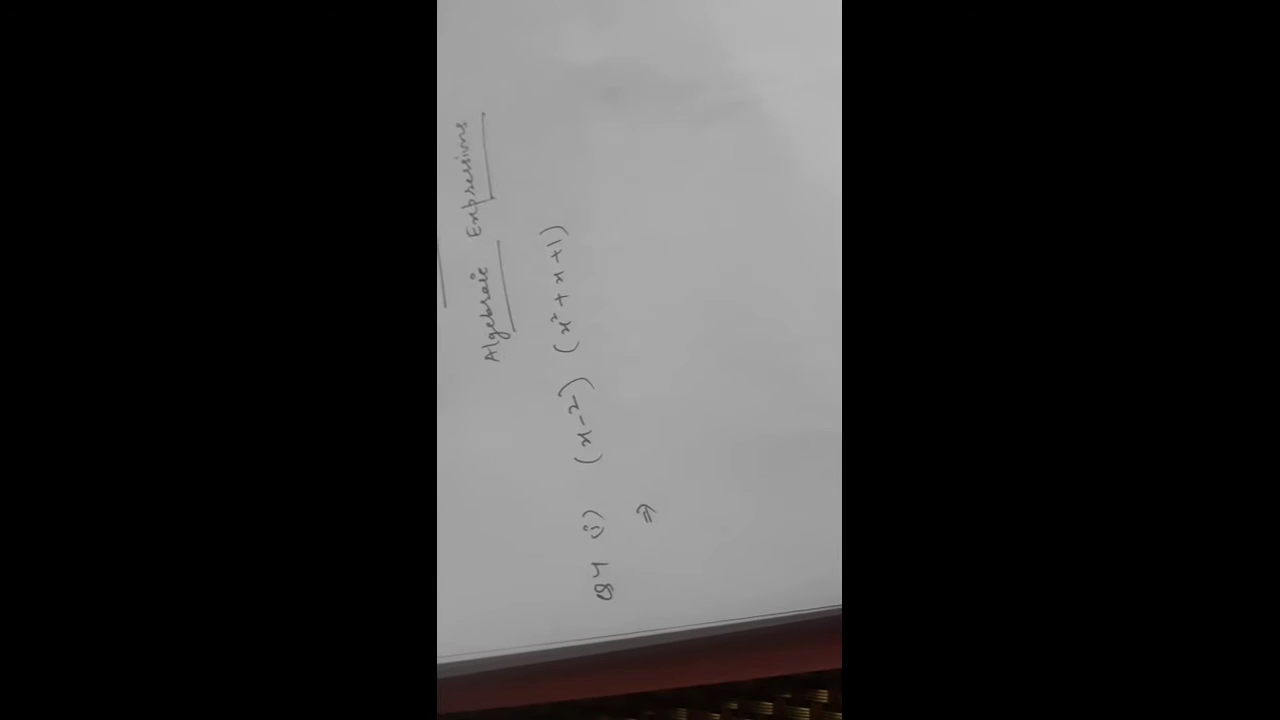 Algebraic Expressions
Q4 (i) (x-2) (x² + x +1)
⇒